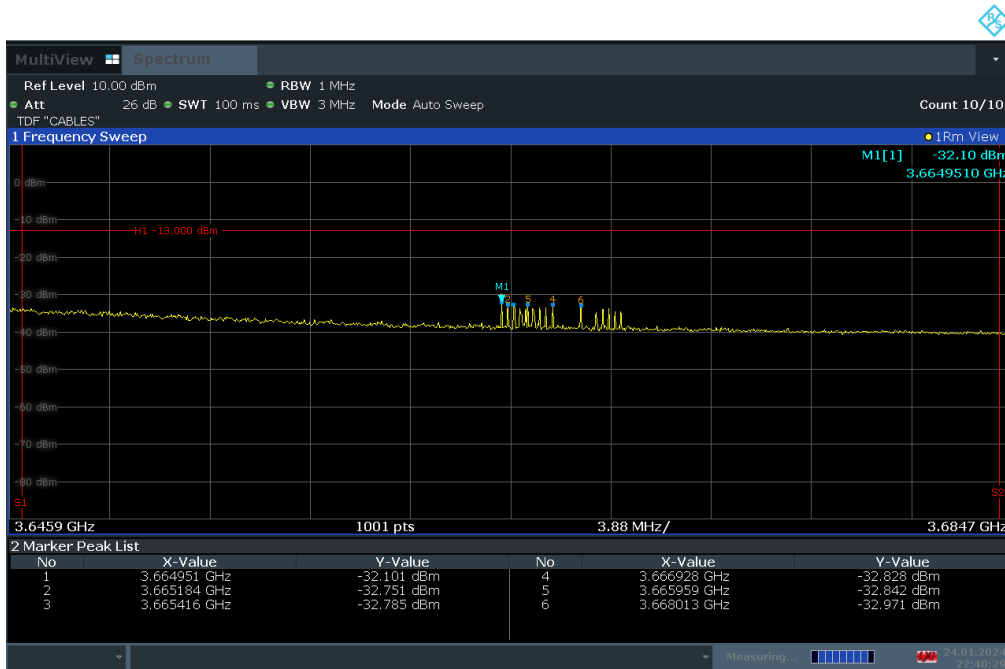 R&S
MultiView Spectrum
Ref Level 10.00 dBm RBW 1 MHz
Att 26 dB SWT 100 ms VBW 3 MHz Mode Auto Sweep Count 10/10
TDF "CABLES"
1 Frequency Sweep 1Rm View
M1[1] -32.10 dBm
3.6649510 GHz
0 dBm
-10 dBm
H1 -13.000 dBm
-20 dBm
M1
-30 dBm
2 5 4 6
-40 dBm
-50 dBm
-60 dBm
-70 dBm
-80 dBm
S1 S2
3.6459 GHz 1001 pts 3.88 MHz/ 3.6847 GHz
2 Marker Peak List
No X-Value Y-Value No X-Value Y-Value
1 3.664951 GHz -32.101 dBm 4 3.666928 GHz -32.828 dBm
2 3.665184 GHz -32.751 dBm 5 3.665959 GHz -32.842 dBm
3 3.665416 GHz -32.785 dBm 6 3.668013 GHz -32.971 dBm
Measuring... 24.01.2024
22:40:29